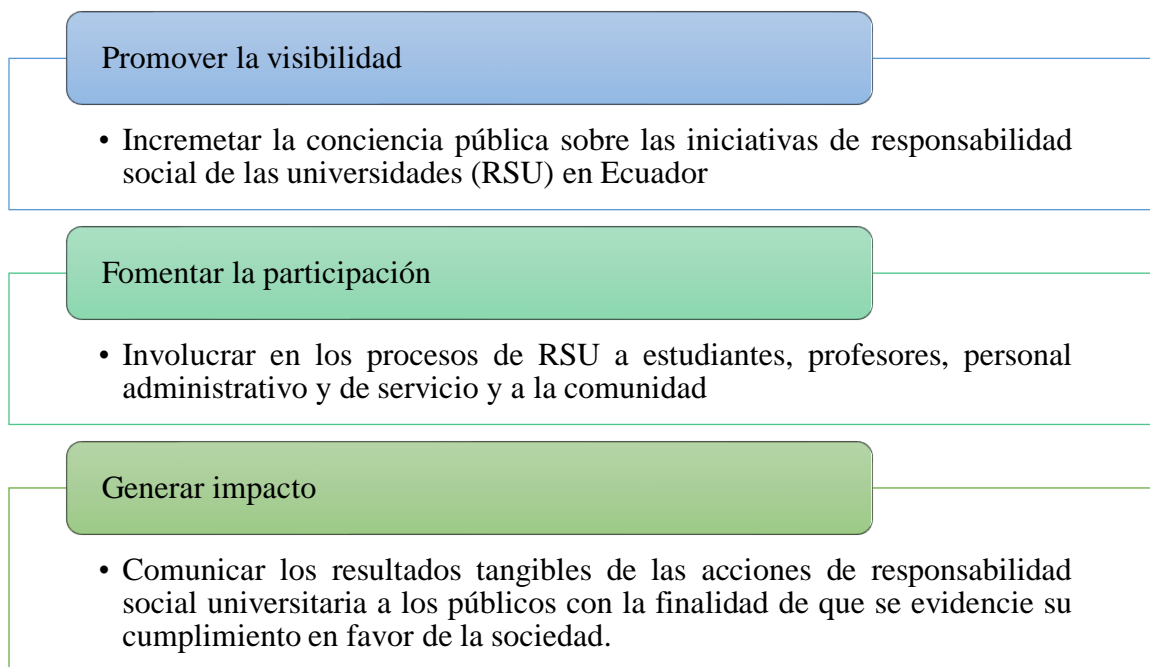 Promover la visibilidad
• Incremetar la conciencia pública sobre las iniciativas de responsabilidad
social de las universidades (RSU) en Ecuador
Fomentar la participación
• Involucrar en los procesos de RSU a estudiantes, profesores, personal
administrativo y de servicio y a la comunidad
Generar impacto
• Comunicar los resultados tangibles de las acciones de responsabilidad
social universitaria a los públicos con la finalidad de que se evidencie su
cumplimiento en favor de la sociedad.